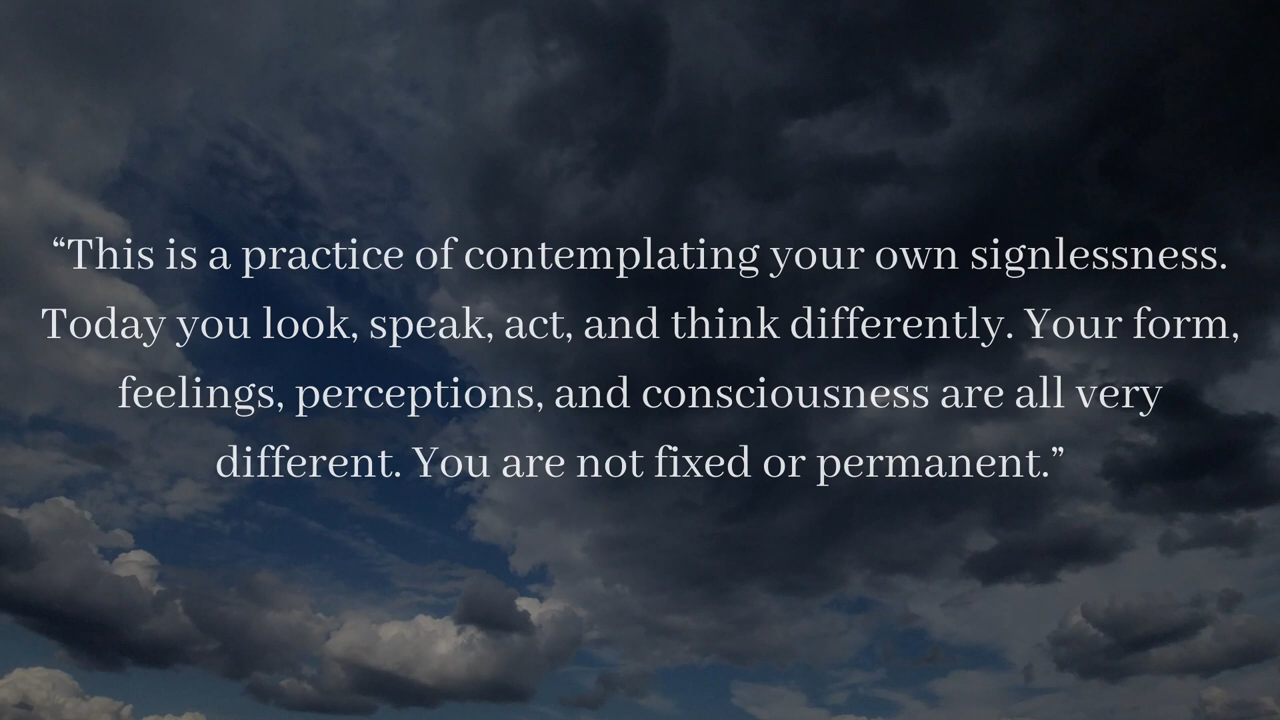 “This is a practice of contemplating your own signlessness.
Today you look, speak, act, and think differently. Your form,
feelings, perceptions, and consciousness are all very
different. You are not fixed or permanent.”